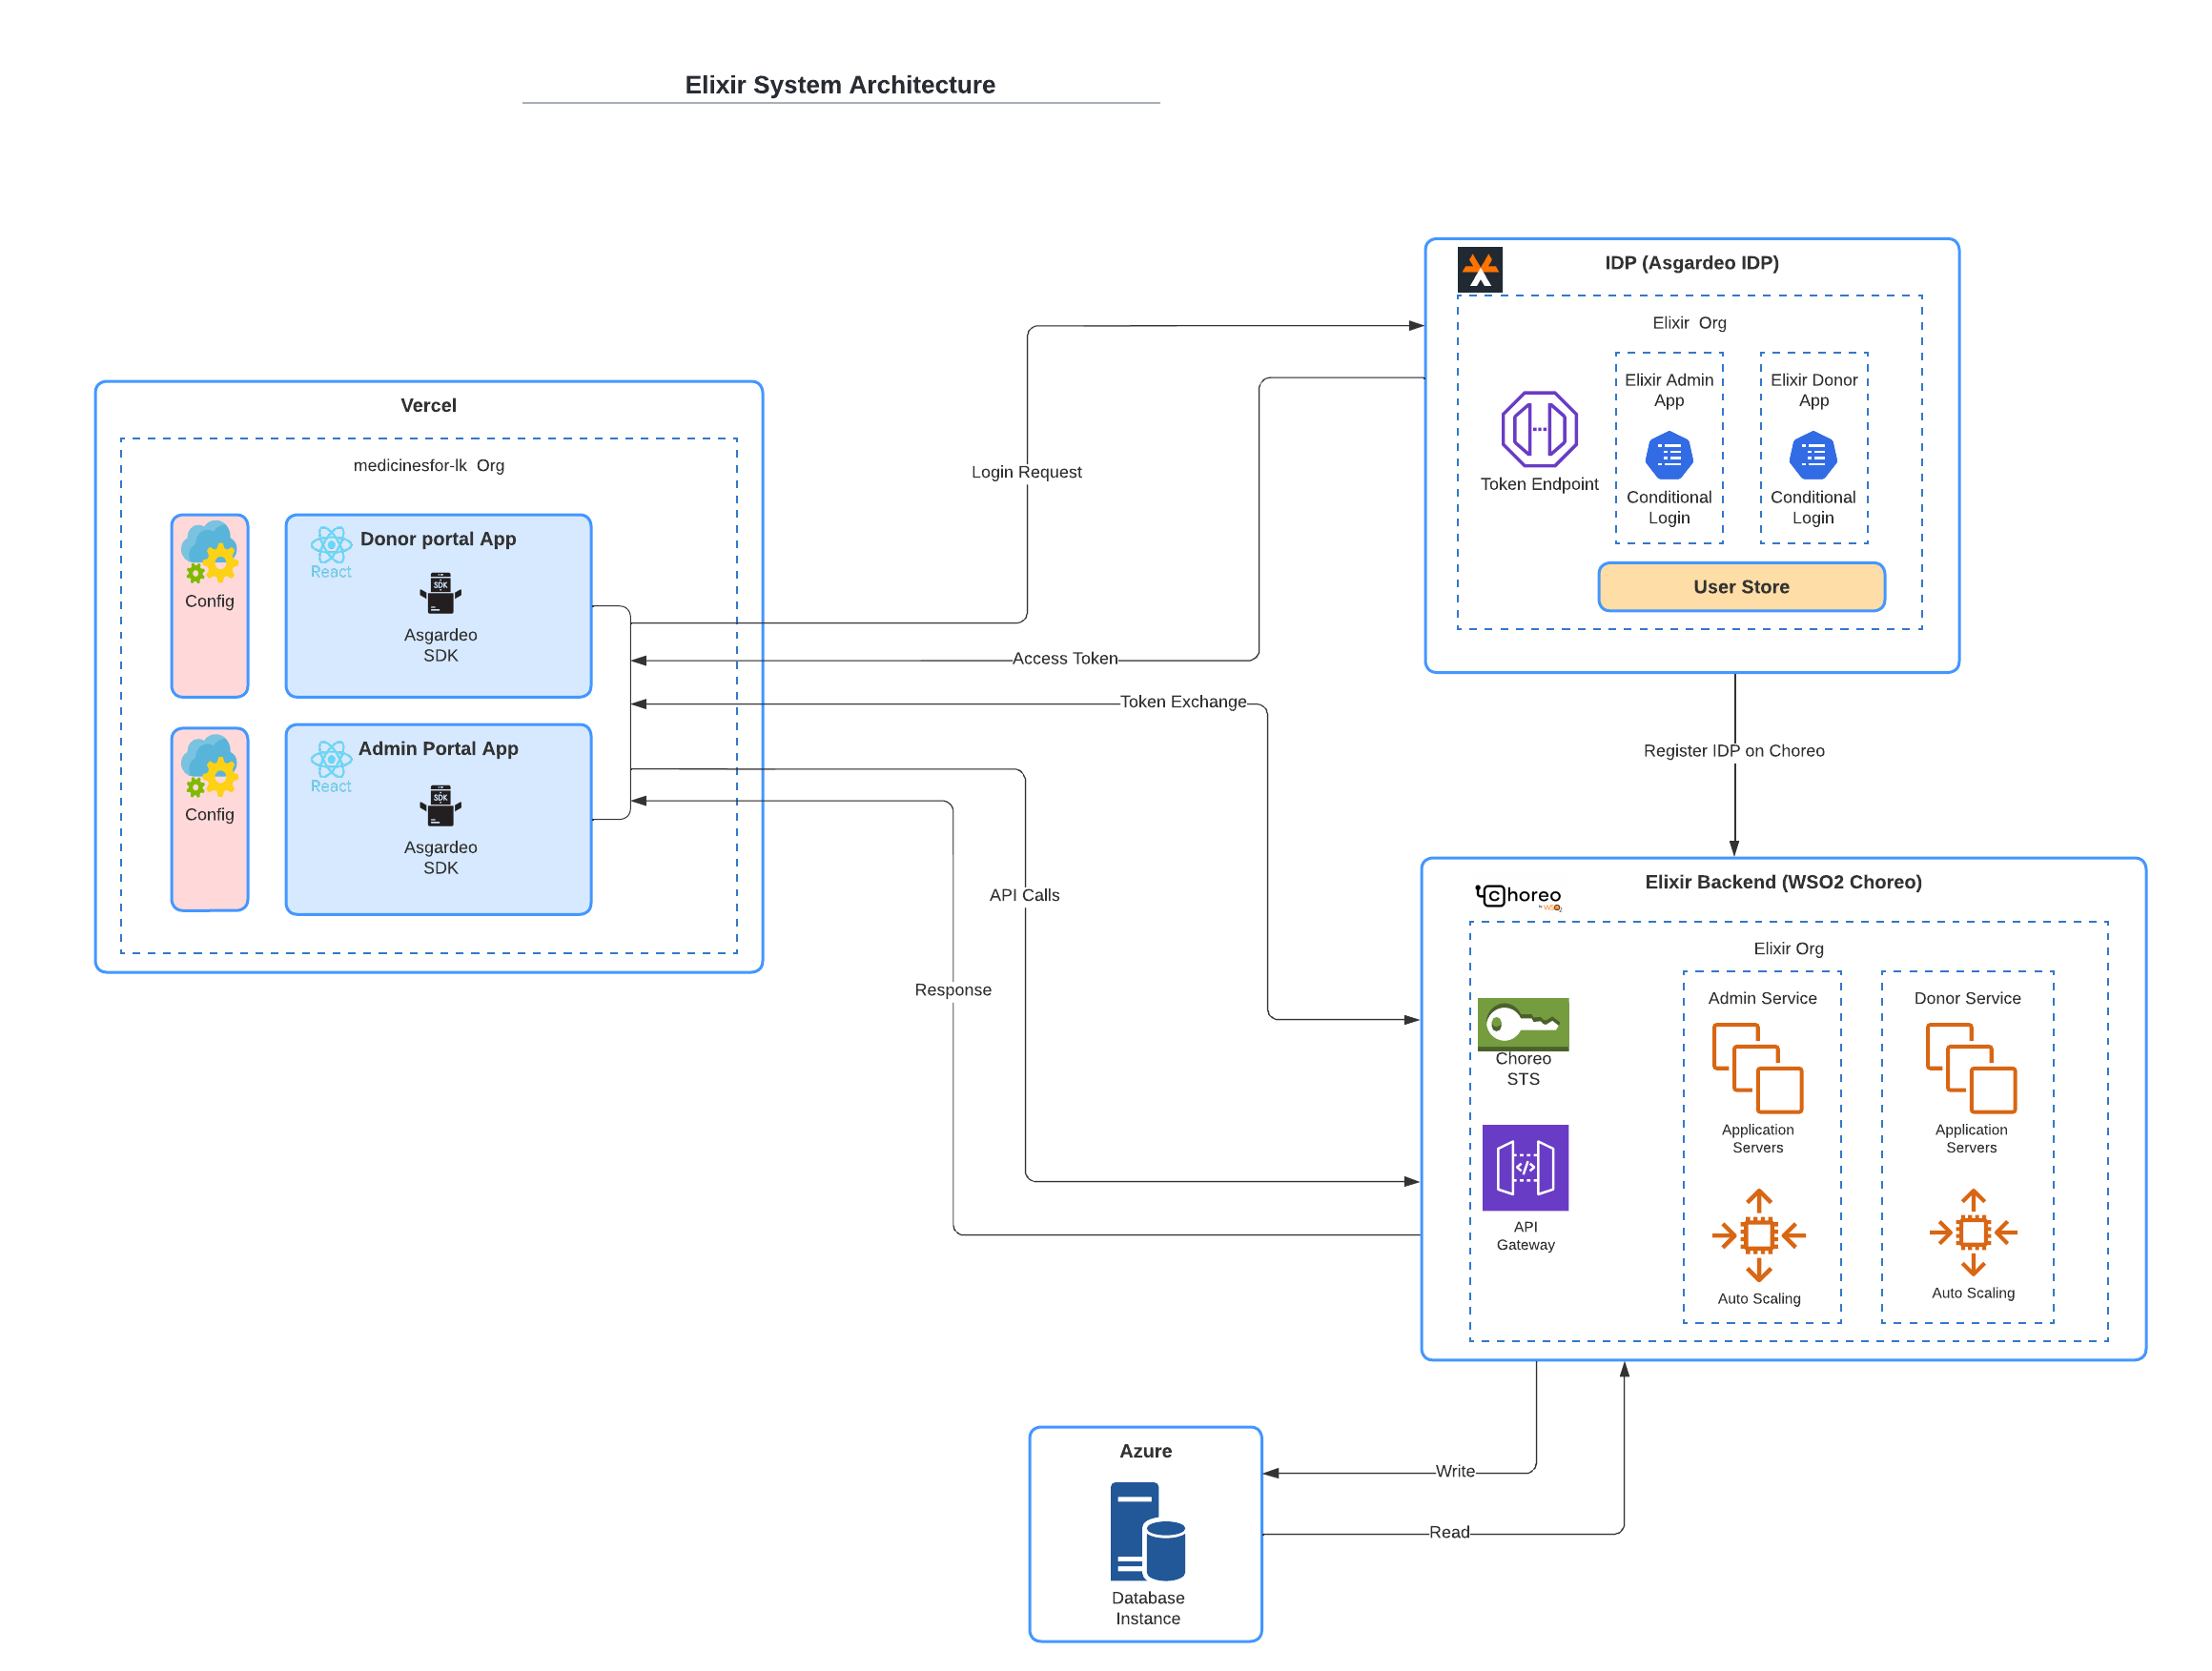 Elixir System Architecture
IDP (Asgardeo IDP)
Elixir Org
Elixir Admin
App
Elixir Donor
App
Token Endpoint
Conditional
Login
Conditional
Login
User Store
Vercel
medicinesfor-lk Org
Config
React
Donor portal App
SDK
Asgardeo
SDK
Config
React
Admin Portal App
SDK
Asgardeo
SDK
Login Request
Access Token
Token Exchange
API Calls
Response
Register IDP on Choreo
Elixir Backend (WSO2 Choreo)
choreo
by WSO2
Elixir Org
Choreo
STS
API
Gateway
Admin Service
Application
Servers
Auto Scaling
Donor Service
Application
Servers
Auto Scaling
Azure
Database
Instance
Write
Read